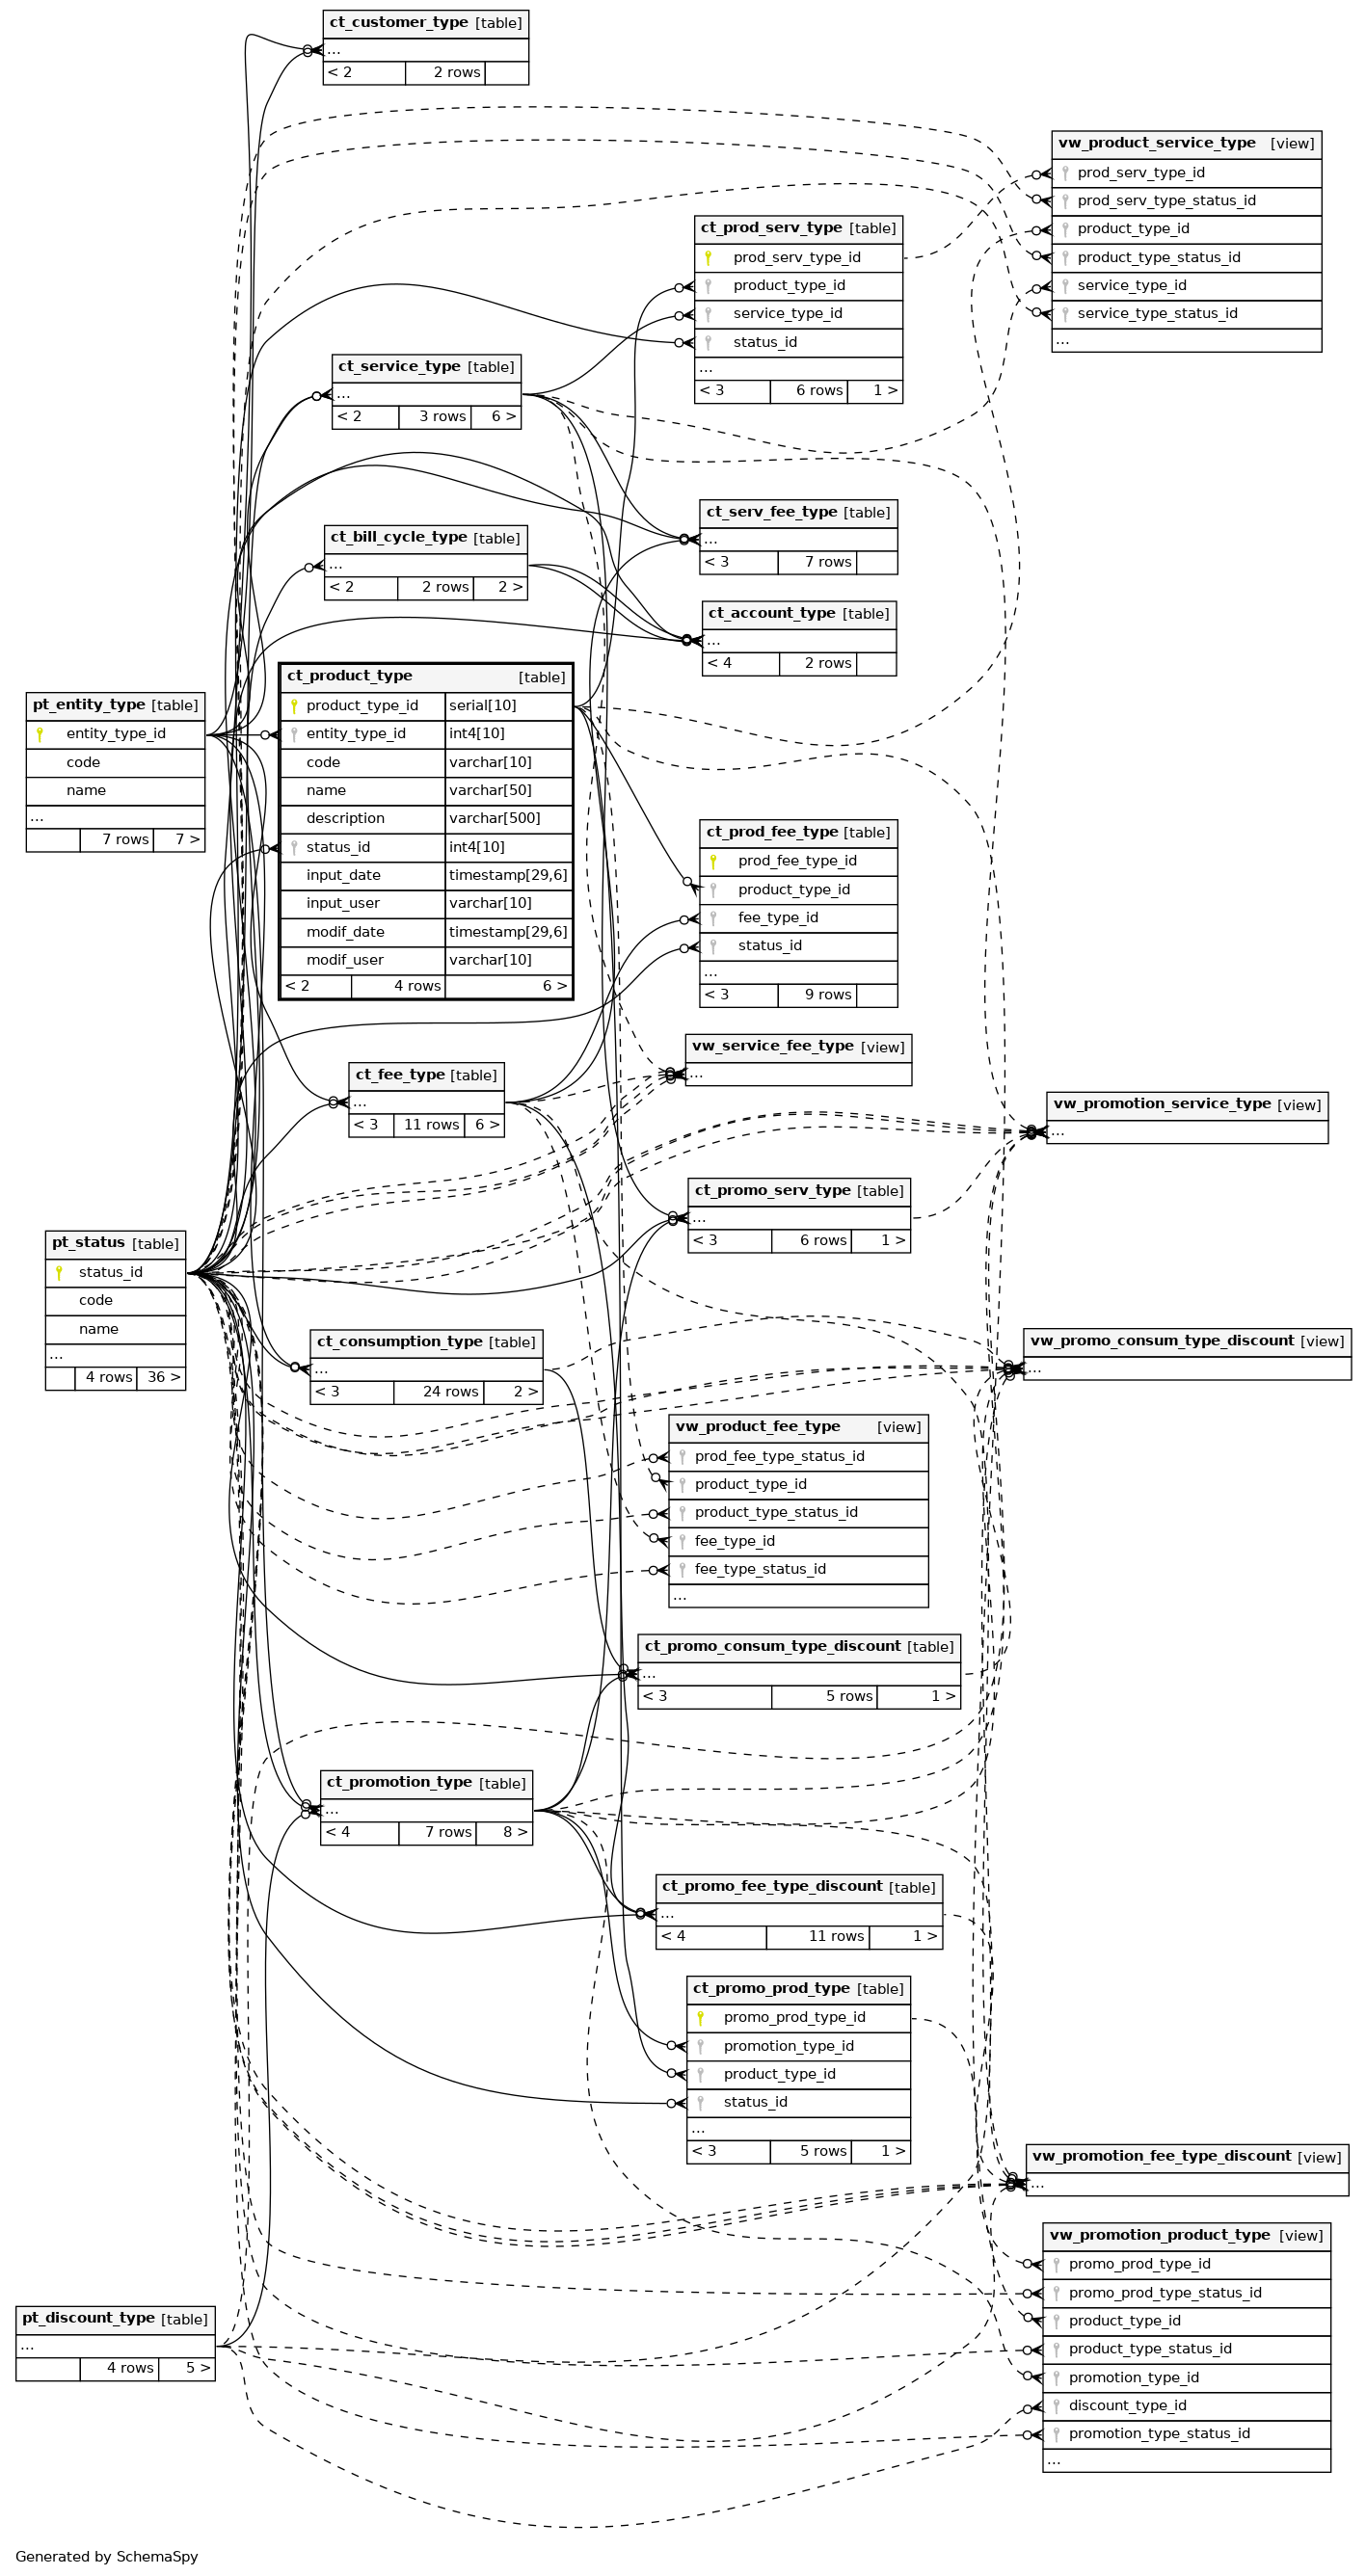 ct_customer_type [table]
...
< 2 2 rows
vw_product_service_type [view]
prod_serv_type_id
prod_serv_type_status_id
product_type_id
product_type_status_id
service_type_id
service_type_status_id
...
ct_prod_serv_type [table]
prod_serv_type_id
product_type_id
service_type_id
status_id
...
< 3 6 rows 1 >
ct_service_type [table]
...
< 2 3 rows 6 >
ct_serv_fee_type [table]
...
< 3 7 rows
ct_bill_cycle_type [table]
...
< 2 2 rows 2 >
ct_account_type [table]
...
< 4 2 rows
ct_product_type [table]
product_type_id serial[10]
entity_type_id int4[10]
code varchar[10]
name varchar[50]
description varchar[500]
status_id int4[10]
input_date timestamp[29,6]
input_user varchar[10]
modif_date timestamp[29,6]
modif_user varchar[10]
< 2 4 rows 6 >
pt_entity_type [table]
entity_type_id
code
name
...
7 rows 7 >
ct_prod_fee_type [table]
prod_fee_type_id
product_type_id
fee_type_id
status_id
...
< 3 9 rows
vw_service_fee_type [view]
...
ct_fee_type [table]
...
< 3 11 rows 6 >
vw_promotion_service_type [view]
...
ct_promo_serv_type [table]
...
< 3 6 rows 1 >
pt_status [table]
status_id
code
name
...
4 rows 36 >
ct_consumption_type [table]
...
< 3 24 rows 2 >
vw_promo_consum_type_discount [view]
...
vw_product_fee_type [view]
prod_fee_type_status_id
product_type_id
product_type_status_id
fee_type_id
fee_type_status_id
...
ct_promo_consum_type_discount [table]
...
< 3 5 rows 1 >
ct_promotion_type [table]
...
< 4 7 rows 8 >
ct_promo_fee_type_discount [table]
...
< 4 11 rows 1 >
ct_promo_prod_type [table]
promo_prod_type_id
promotion_type_id
product_type_id
status_id
...
< 3 5 rows 1 >
vw_promotion_fee_type_discount [view]
...
vw_promotion_product_type [view]
promo_prod_type_id
promo_prod_type_status_id
product_type_id
product_type_status_id
promotion_type_id
discount_type_id
promotion_type_status_id
...
pt_discount_type [table]
...
4 rows 5 >
Generated by SchemaSpy